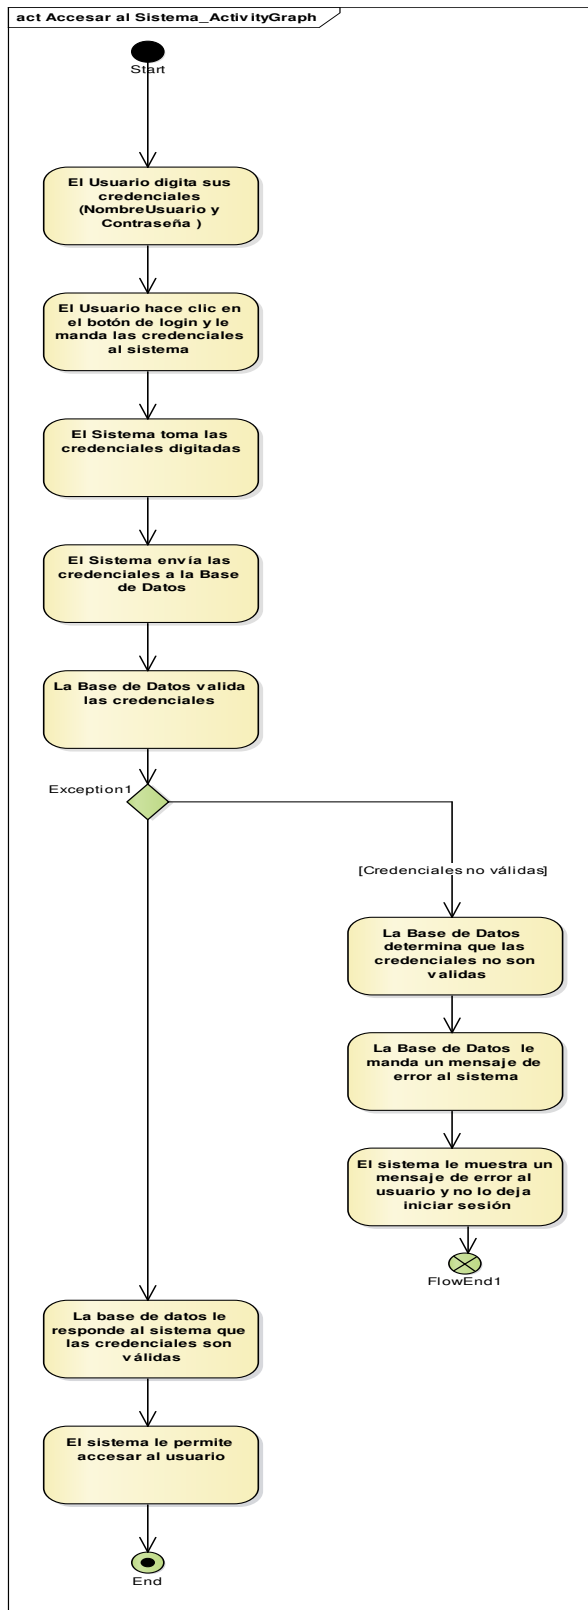 act Accesar al Sistema_ActivityGraph
Start
El Usuario digita sus
credenciales
(NombreUsuario y
Contraseña )
El Usuario hace clic en
el botón de login y le
manda las credenciales
al sistema
El Sistema toma las
credenciales digitadas
El Sistema envía las
credenciales a la Base
de Datos
La Base de Datos valida
las credenciales
Exception1
[Credenciales no válidas]
La Base de Datos
determina que las
credenciales no son
validas
La Base de Datos le
manda un mensaje de
error al sistema
El sistema le muestra un
mensaje de error al
usuario y no lo deja
iniciar sesión
FlowEnd1
La base de datos le
responde al sistema que
las credenciales son
válidas
El sistema le permite
accesar al usuario
End